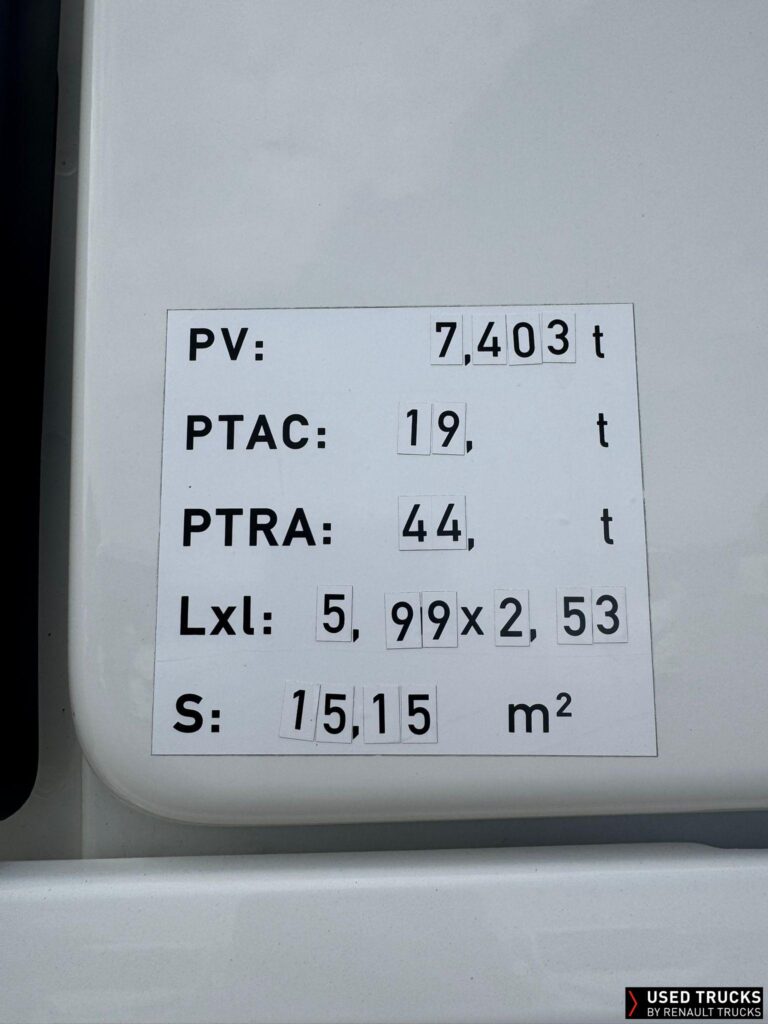 PV: 7,403 t
PTAC: 19, t
PTRA: 44, t
Lxl: 5,99x2,53
S: 15,15 m²
USED TRUCKS
BY RENAULT TRUCKS